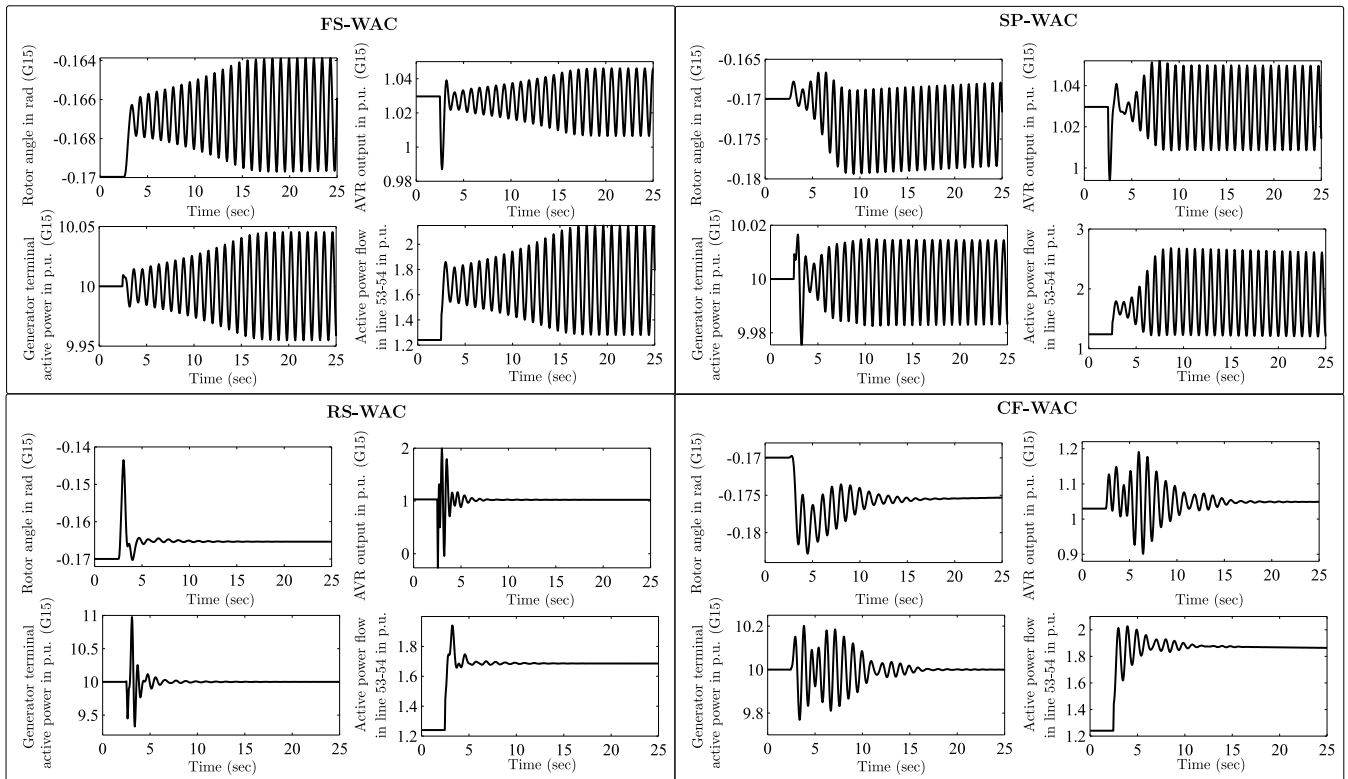 FS-WAC
Rotor angle in rad (G15)
-0.164
-0.166
-0.168
-0.17
0 5 10 15 20 25
Time (sec)
AVR output in p.u. (G15)
1.04
1.02
1
0.98
0 5 10 15 20 25
Time (sec)
Generator terminal
active power in p.u. (G15)
10.05
10
9.95
0 5 10 15 20 25
Time (sec)
Active power flow
in line 53-54 in p.u.
2
1.8
1.6
1.4
1.2
0 5 10 15 20 25
Time (sec)
SP-WAC
Rotor angle in rad (G15)
-0.165
-0.17
-0.175
-0.18
0 5 10 15 20 25
Time (sec)
AVR output in p.u. (G15)
1.04
1.02
1
0 5 10 15 20 25
Time (sec)
Generator terminal
active power in p.u. (G15)
10.02
10
9.98
0 5 10 15 20 25
Time (sec)
Active power flow
in line 53-54 in p.u.
3
2
1
0 5 10 15 20 25
Time (sec)
RS-WAC
Rotor angle in rad (G15)
-0.14
-0.15
-0.16
-0.17
0 5 10 15 20 25
Time (sec)
AVR output in p.u. (G15)
2
1
0
0 5 10 15 20 25
Time (sec)
Generator terminal
active power in p.u. (G15)
11
10.5
10
9.5
0 5 10 15 20 25
Time (sec)
Active power flow
in line 53-54 in p.u.
2
1.8
1.6
1.4
1.2
0 5 10 15 20 25
Time (sec)
CF-WAC
Rotor angle in rad (G15)
-0.17
-0.175
-0.18
0 5 10 15 20 25
Time (sec)
AVR output in p.u. (G15)
1.2
1.1
1
0.9
0 5 10 15 20 25
Time (sec)
Generator terminal
active power in p.u. (G15)
10.2
10
9.8
0 5 10 15 20 25
Time (sec)
Active power flow
in line 53-54 in p.u.
2
1.8
1.6
1.4
1.2
0 5 10 15 20 25
Time (sec)